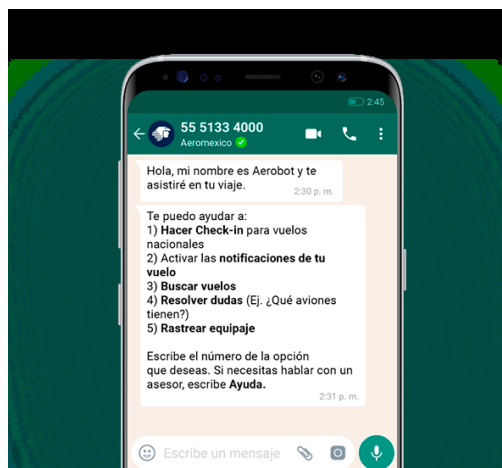 2:45
55 5133 4000
Aeromexico
Hola, mi nombre es Aerobot y te
asistiré en tu viaje.
2:30 p. m.
Te puedo ayudar a:
1) Hacer Check-in para vuelos
nacionales
2) Activar las notificaciones de tu
vuelo
3) Buscar vuelos
4) Resolver dudas (Ej. ¿Qué aviones
tienen?)
5) Rastrear equipaje
Escribe el número de la opción
que deseas. Si necesitas hablar con un
asesor, escribe Ayuda.
2:31 p. m.
Escribe un mensaje